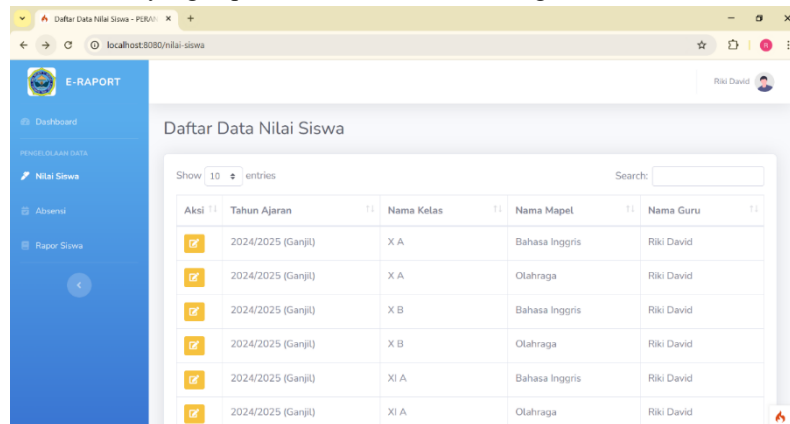 Daftar Data Nilai Siswa - PERAN
localhost:8080/nilai-siswa
E-RAPORT
Riki David
Dashboard
Daftar Data Nilai Siswa
PENGELOLAAN DATA
Nilai Siswa
Absensi
Rapor Siswa
Show 10 entries
Search:
Aksi Tahun Ajaran Nama Kelas Nama Mapel Nama Guru
2024/2025 (Ganjil) X A Bahasa Inggris Riki David
2024/2025 (Ganjil) X A Olahraga Riki David
2024/2025 (Ganjil) X B Bahasa Inggris Riki David
2024/2025 (Ganjil) X B Olahraga Riki David
2024/2025 (Ganjil) XI A Bahasa Inggris Riki David
2024/2025 (Ganjil) XI A Olahraga Riki David